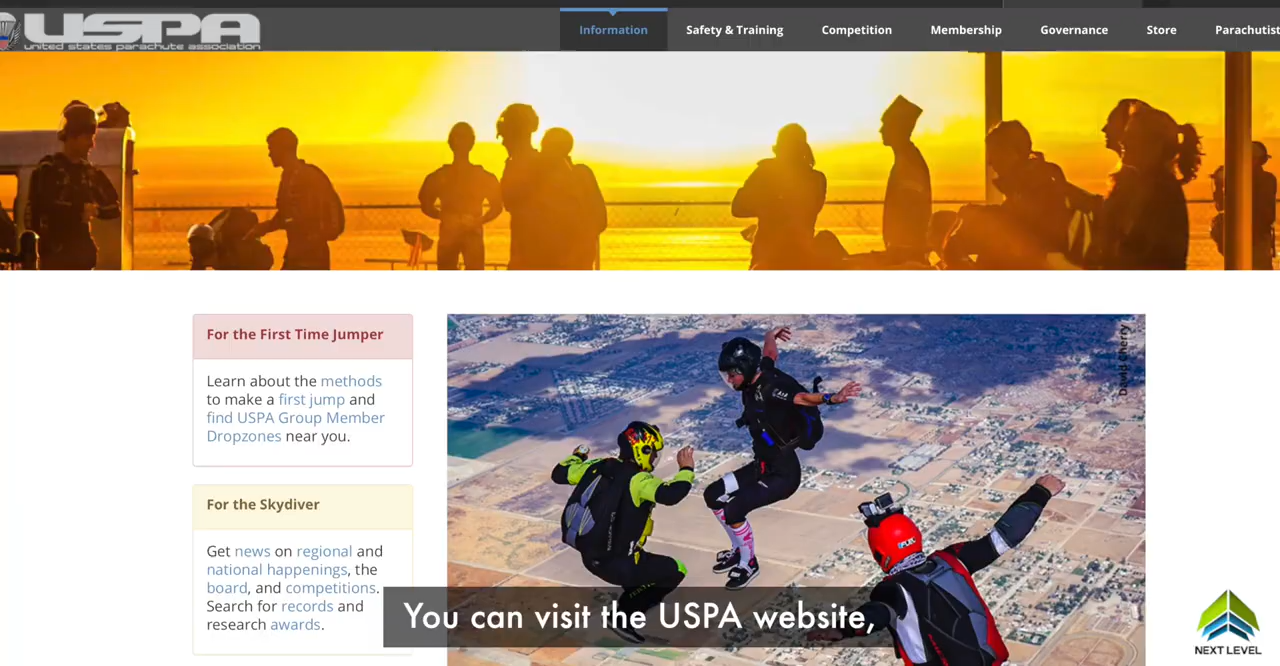 USPA
united states parachute association
Information
Safety & Training
Competition
Membership
Governance
Store
Parachutist
For the First Time Jumper
Learn about the methods
to make a first jump and
find USPA Group Member
Dropzones near you.
For the Skydiver
Get news on regional and
national happenings, the
board, and competitions.
Search for records and
research awards.
David Cherry
You can visit the USPA website,
NEXT LEVEL